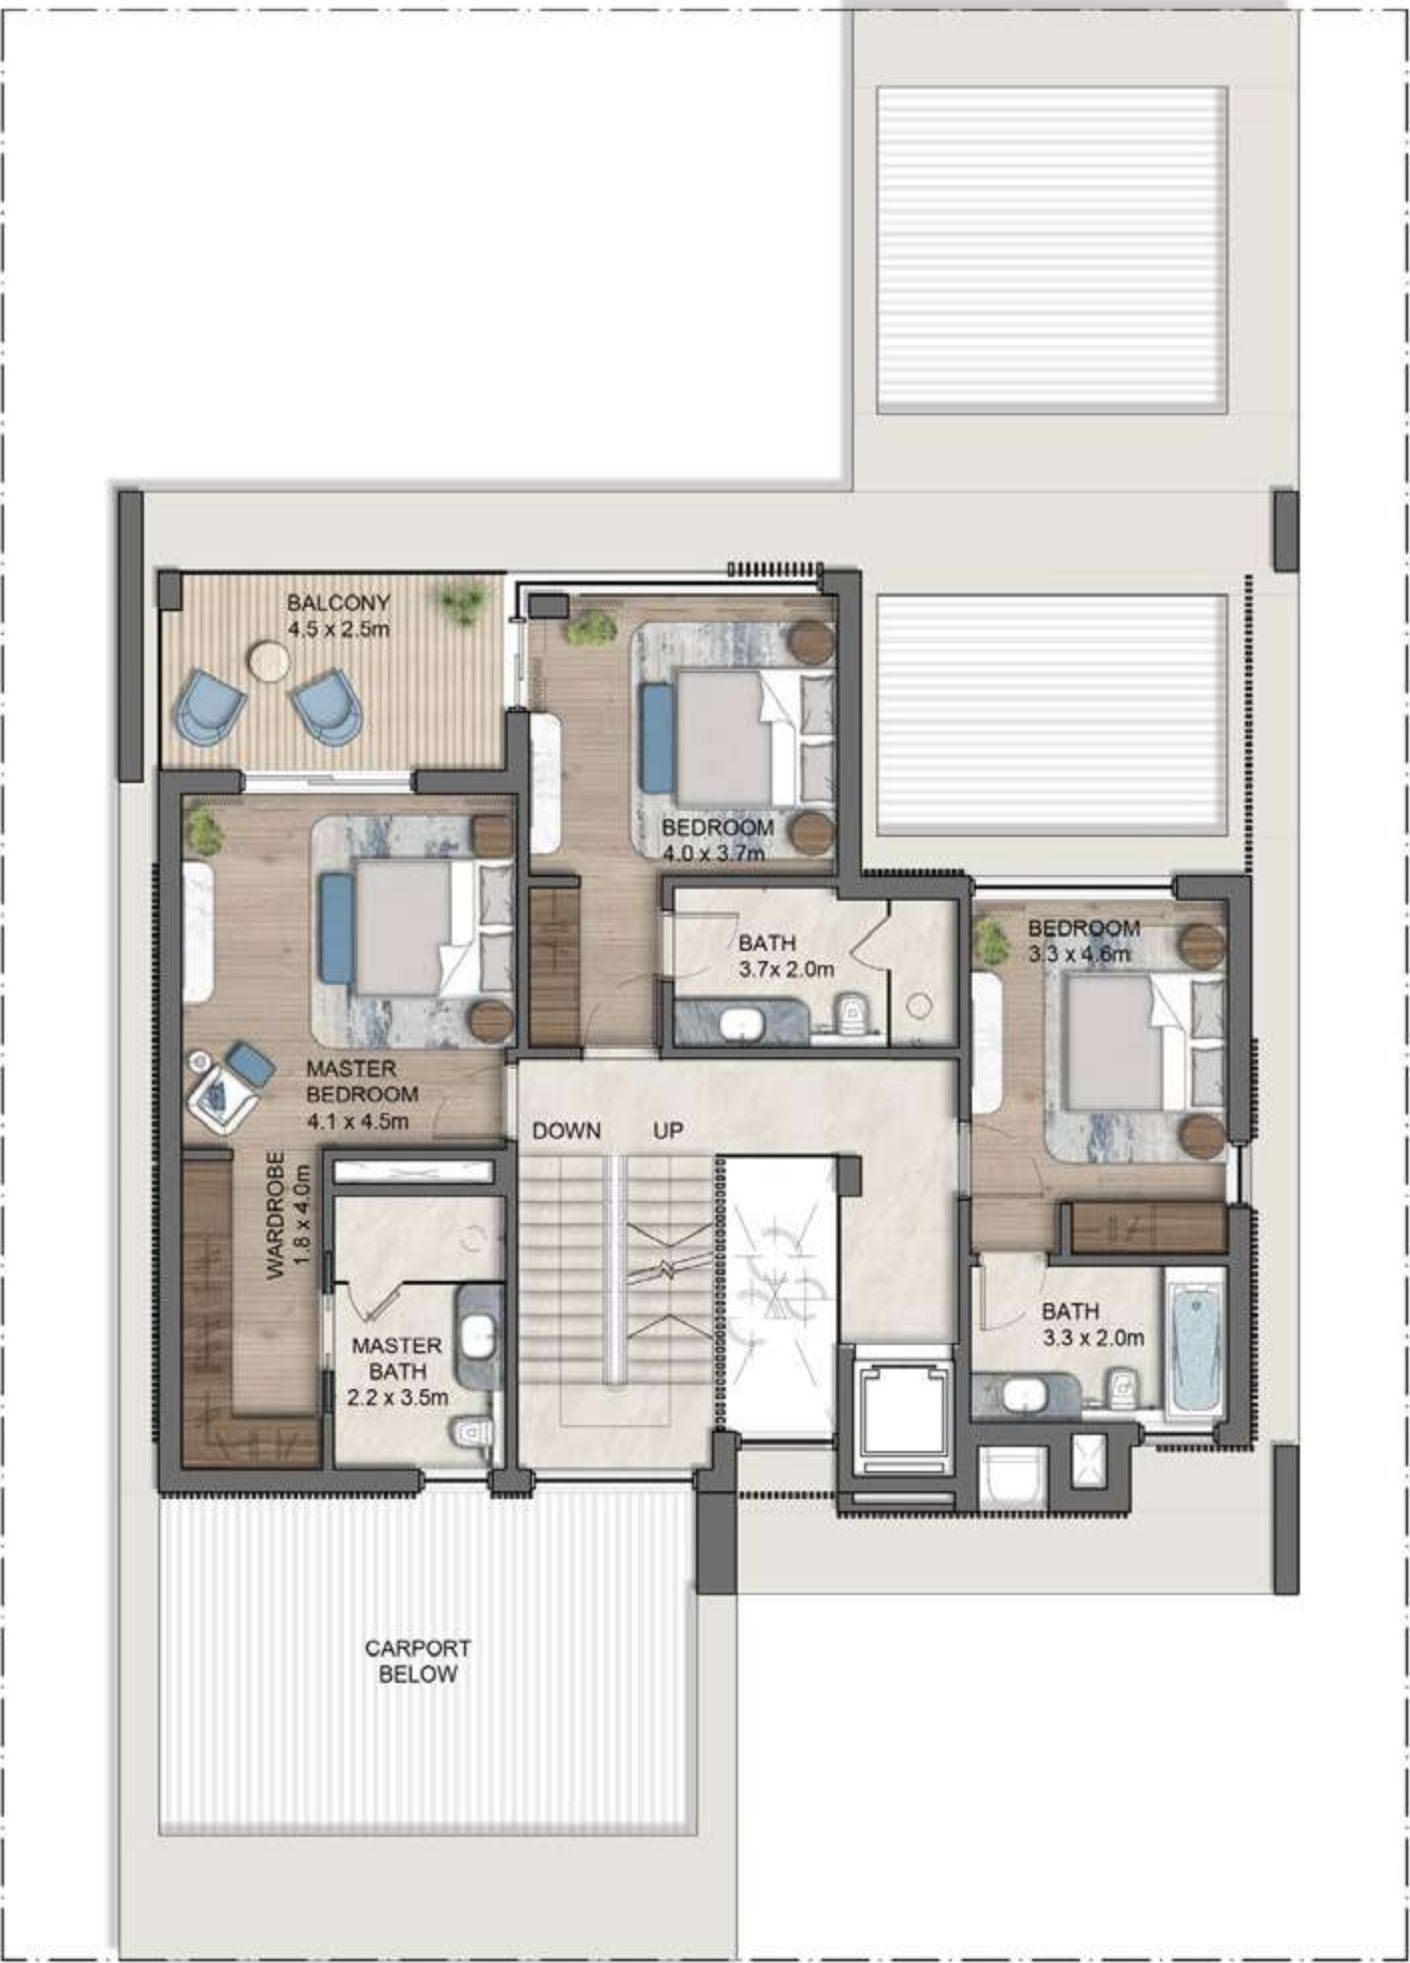 BALCONY
4.5 x 2.5m
BEDROOM
4.0 x 3.7m
BATH
3.7x 2.0m
BEDROOM
3.3 x 4.6m
MASTER
BEDROOM
4.1 x 4.5m
DOWN
UP
WARDROBE
1.8 x 4.0m
MASTER
BATH
2.2 x 3.5m
BATH
3.3 x 2.0m
CARPORT
BELOW